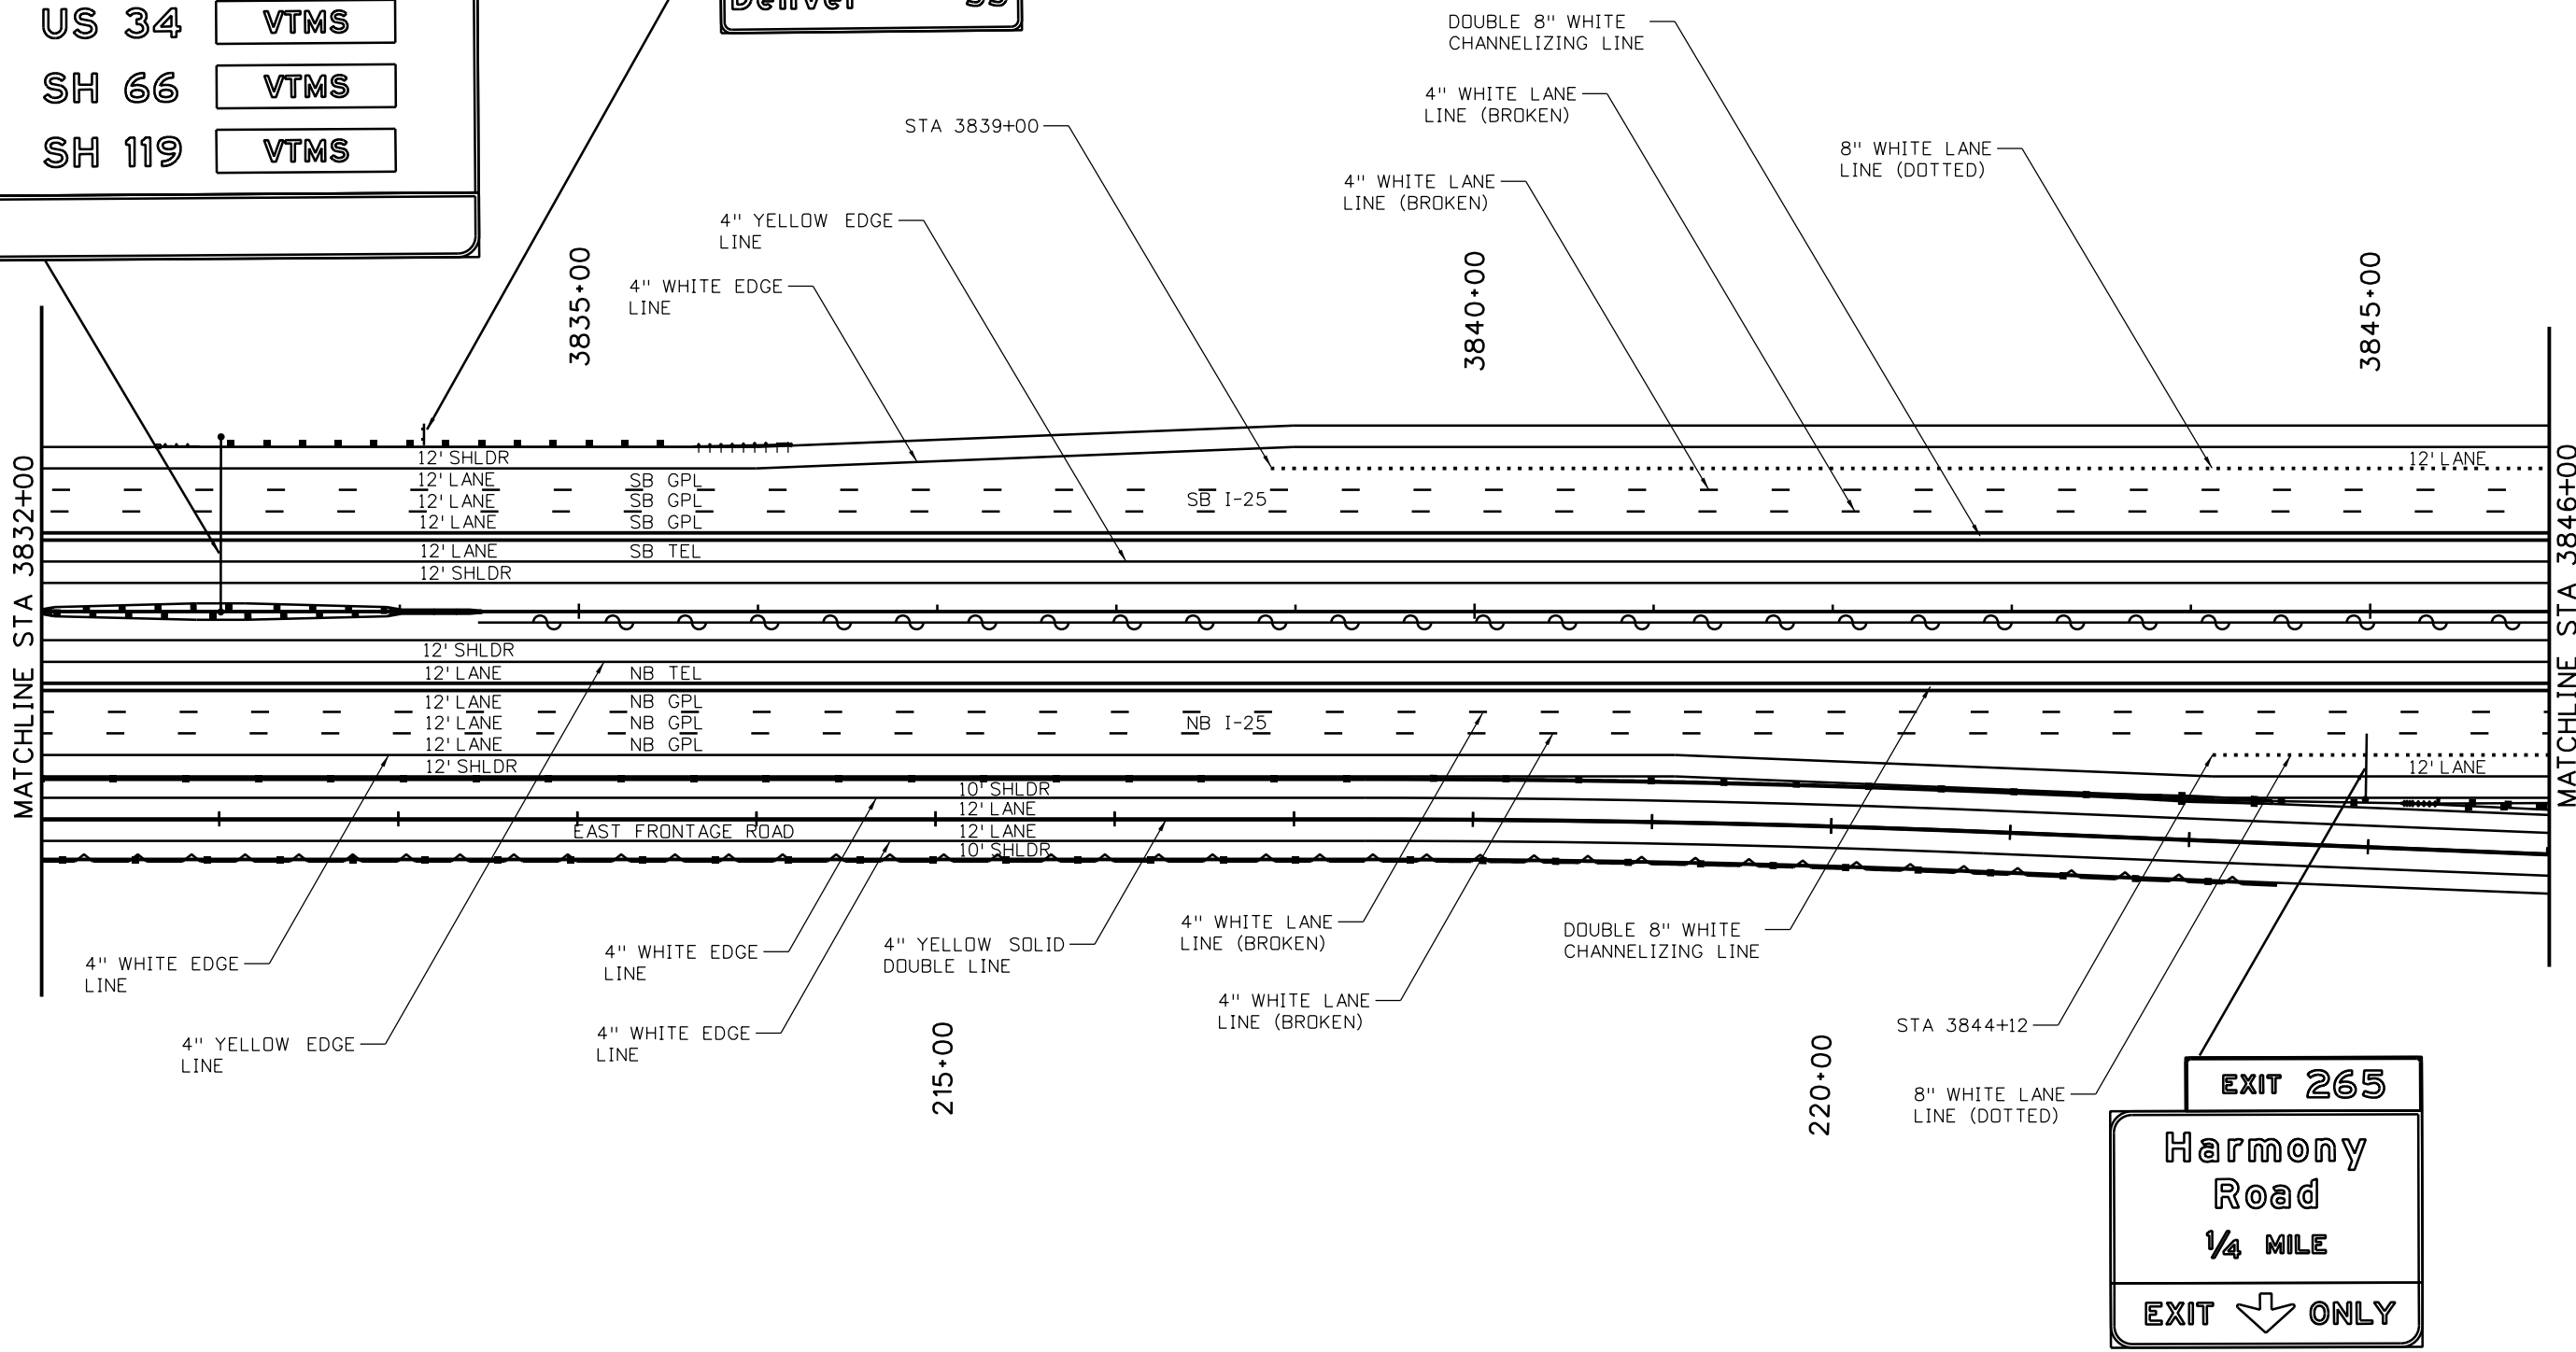 US 34 VTMS
SH 66 VTMS
SH 119 VTMS
Denver
DOUBLE 8" WHITE
CHANNELIZING LINE
4" WHITE LANE
LINE (BROKEN)
STA 3839+00
8" WHITE LANE
LINE (DOTTED)
4" WHITE LANE
LINE (BROKEN)
4" YELLOW EDGE
LINE
4" WHITE EDGE
LINE
3835+00
3840+00
3845+00
MATCHLINE STA 3832+00
MATCHLINE STA 3846+00
12' SHLDR
12' LANE
12' LANE SB GPL
12' LANE SB GPL
SB I-25
12' LANE SB GPL
12' LANE SB TEL
12' SHLDR
12' SHLDR
12' LANE NB TEL
12' LANE NB GPL
12' LANE NB GPL
NB I-25
12' LANE NB GPL
12' SHLDR
12' LANE
10' SHLDR
12' LANE
EAST FRONTAGE ROAD 12' LANE
10' SHLDR
4" WHITE EDGE
LINE
4" YELLOW EDGE
LINE
4" WHITE EDGE
LINE
4" WHITE EDGE
LINE
4" YELLOW SOLID
DOUBLE LINE
4" WHITE LANE
LINE (BROKEN)
4" WHITE LANE
LINE (BROKEN)
DOUBLE 8" WHITE
CHANNELIZING LINE
STA 3844+12
8" WHITE LANE
LINE (DOTTED)
215+00
220+00
EXIT 265
Harmony
Road
1/4 MILE
EXIT ONLY